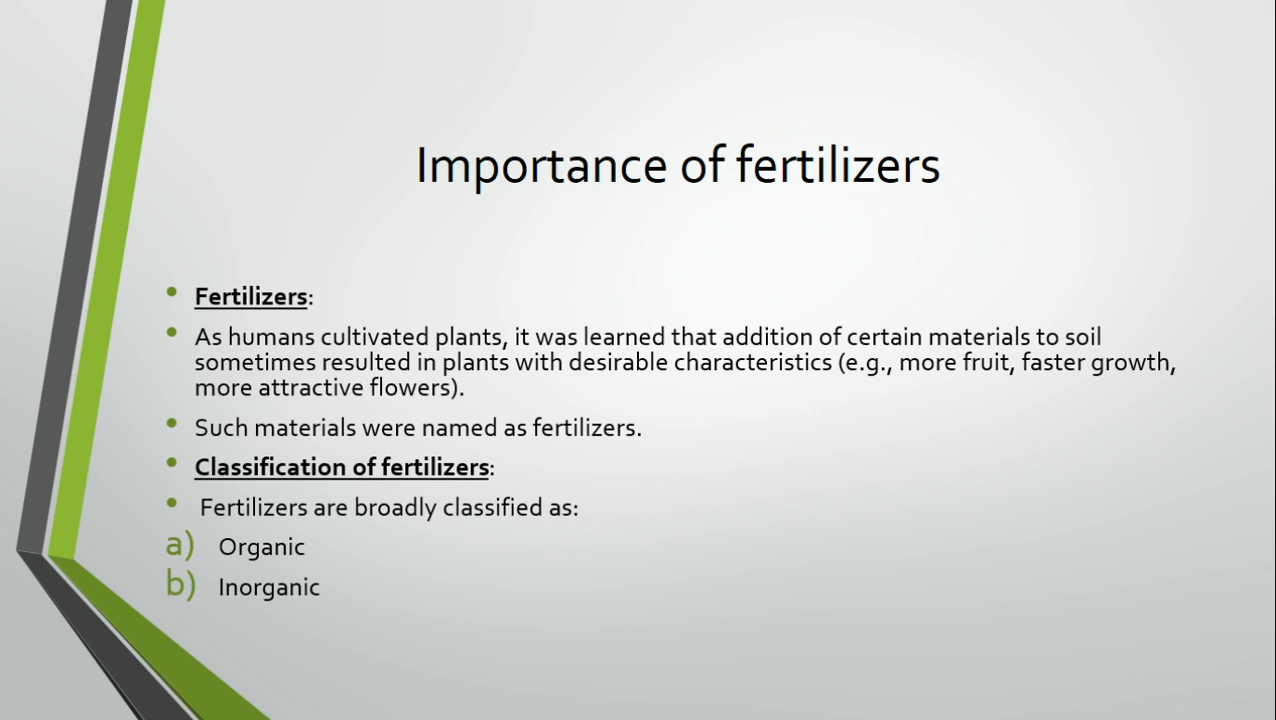 Importance of fertilizers
• Fertilizers:
• As humans cultivated plants, it was learned that addition of certain materials to soil
sometimes resulted in plants with desirable characteristics (e.g., more fruit, faster growth,
more attractive flowers).
• Such materials were named as fertilizers.
• Classification of fertilizers:
• Fertilizers are broadly classified as:
a) Organic
b) Inorganic